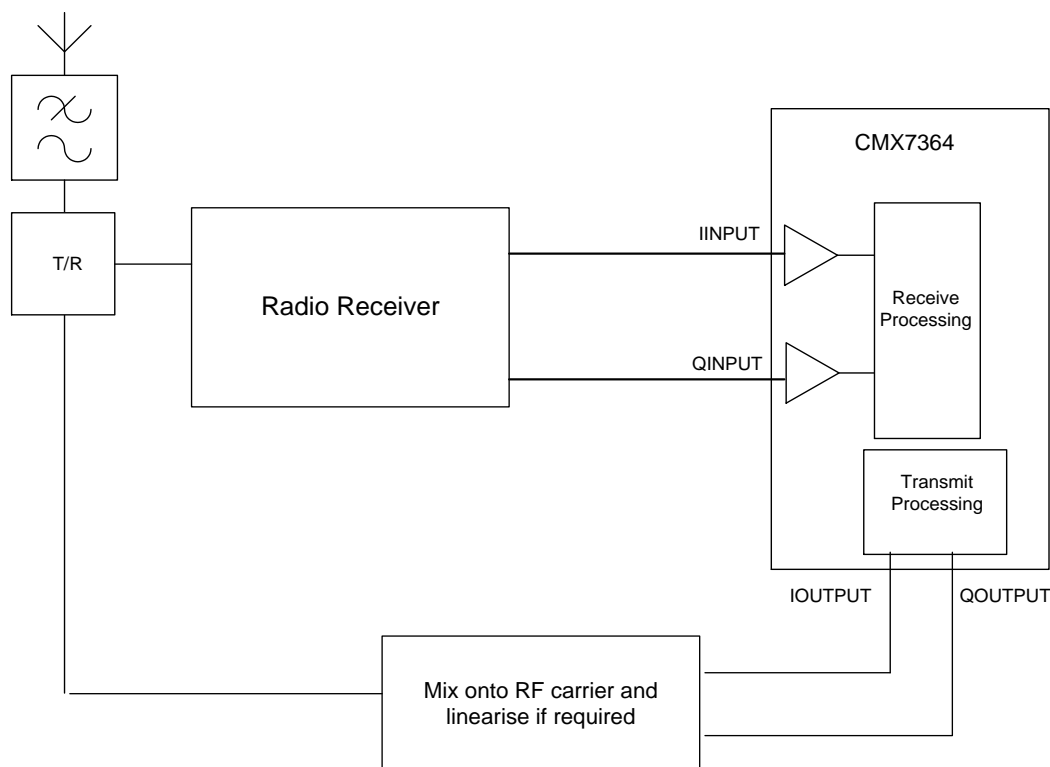 CMX7364
IINPUT
T/R
Radio Receiver
Receive
Processing
QINPUT
Transmit
Processing
IOUTPUT
QOUTPUT
Mix onto RF carrier and
linearise if required